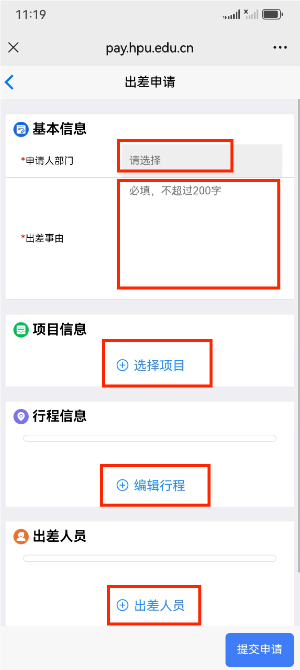 11:19
pay.hpu.edu.cn
出差申请
基本信息
*申请人部门
请选择
必填，不超过200字
*出差事由
项目信息
选择项目
行程信息
编辑行程
出差人员
出差人员
提交申请